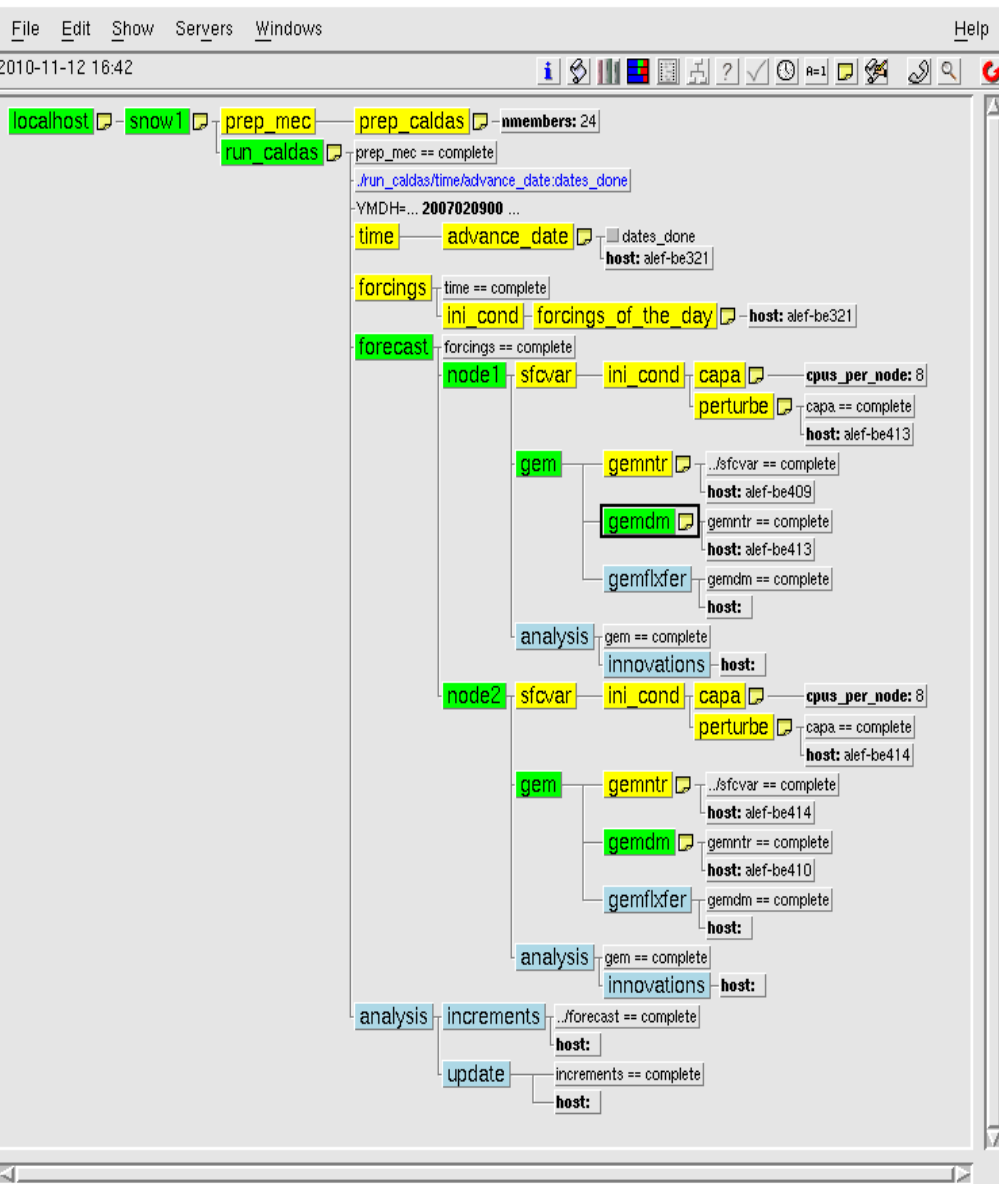 File Edit Show Servers Windows Help
2010-11-12 16:42
i ? A=1
localhost snow1 prep_mec prep_caldas nmembers: 24
run_caldas prep_mec == complete
./run_caldas/time/advance_date:dates_done
YMDH=... 2007020900 ...
time advance_date dates_done
host: alef-be321
forcings time == complete
ini_cond forcings_of_the_day host: alef-be321
forecast forcings == complete
node1 sfcvar ini_cond capa cpus_per_node: 8
perturbe capa == complete
host: alef-be413
gem gemntr ../sfcvar == complete
host: alef-be409
gemdm gemntr == complete
host: alef-be413
gemflxfer gemdm == complete
host:
analysis gem == complete
innovations host:
node2 sfcvar ini_cond capa cpus_per_node: 8
perturbe capa == complete
host: alef-be414
gem gemntr ../sfcvar == complete
host: alef-be414
gemdm gemntr == complete
host: alef-be410
gemflxfer gemdm == complete
host:
analysis gem == complete
innovations host:
analysis increments ../forecast == complete
host:
update increments == complete
host: